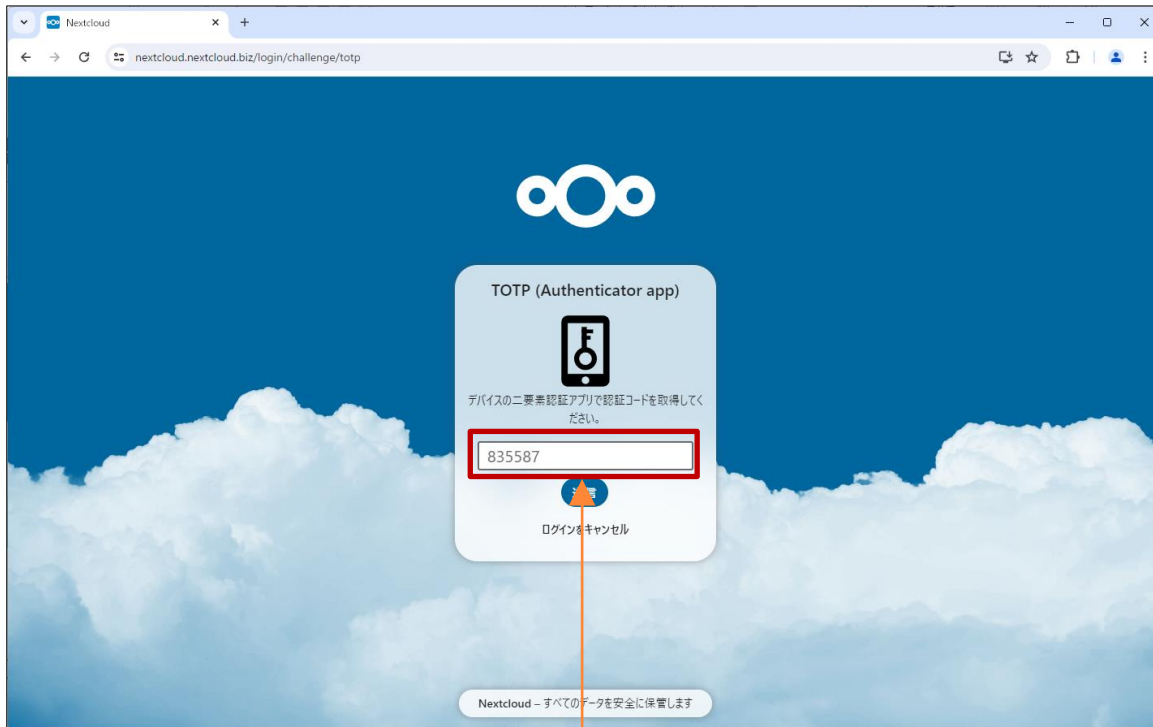 Nextcloud
nextcloud.nextcloud.biz/login/challenge/totp
TOTP (Authenticator app)
デバイスの二要素認証アプリで認証コードを取得してく
ださい。
835587
ログインをキャンセル
Nextcloud – すべてのデータを安全に保管します